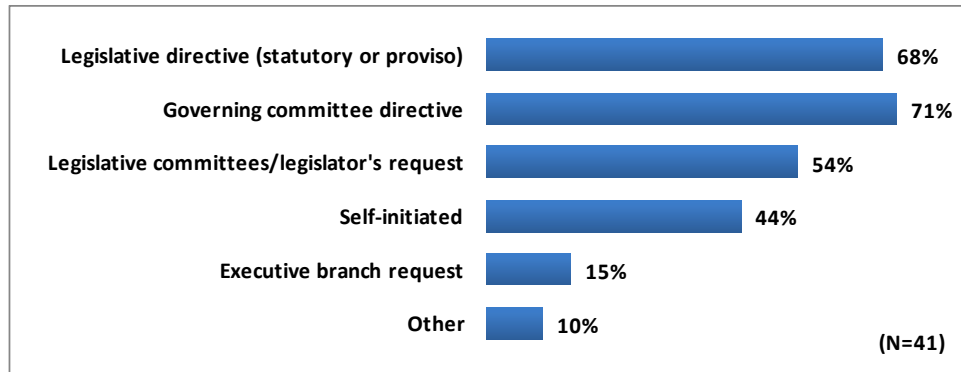 Legislative directive (statutory or proviso) 68%
Governing committee directive 71%
Legislative committees/legislator's request 54%
Self-initiated 44%
Executive branch request 15%
Other 10%
(N=41)